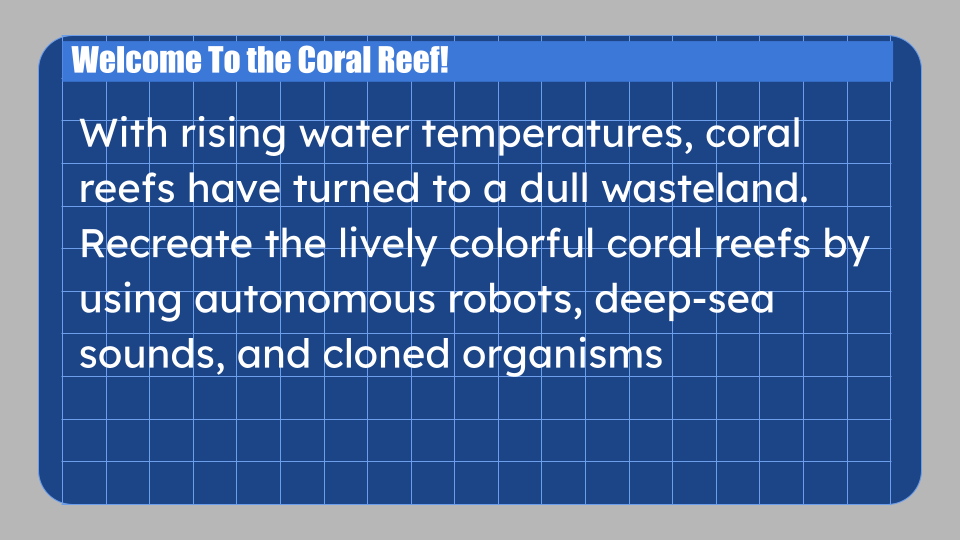 Welcome To the Coral Reef!
With rising water temperatures, coral
reefs have turned to a dull wasteland.
Recreate the lively colorful coral reefs by
using autonomous robots, deep-sea
sounds, and cloned organisms